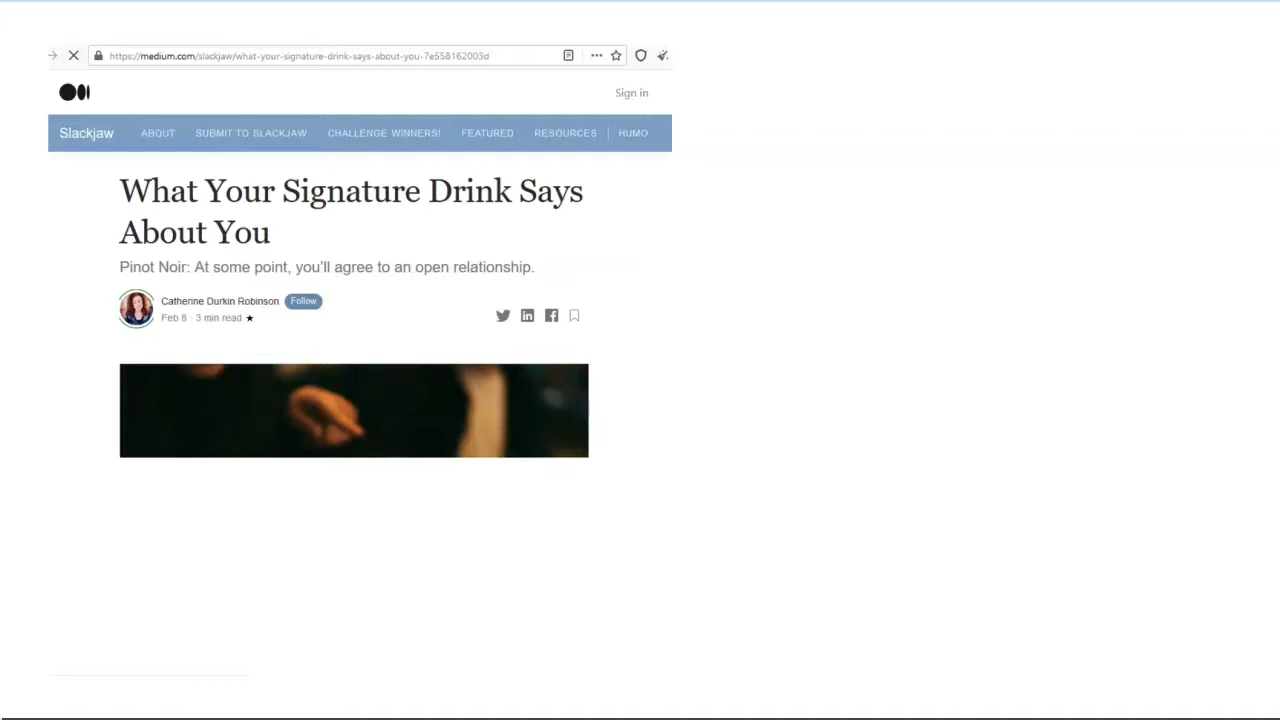 https://medium.com/slackjaw/what-your-signature-drink-says-about-you-7e558162003d
Sign in
Slackjaw ABOUT SUBMIT TO SLACKJAW CHALLENGE WINNERS! FEATURED RESOURCES HUMO
What Your Signature Drink Says
About You
Pinot Noir: At some point, you’ll agree to an open relationship.
Catherine Durkin Robinson Follow
Feb 8 · 3 min read ★